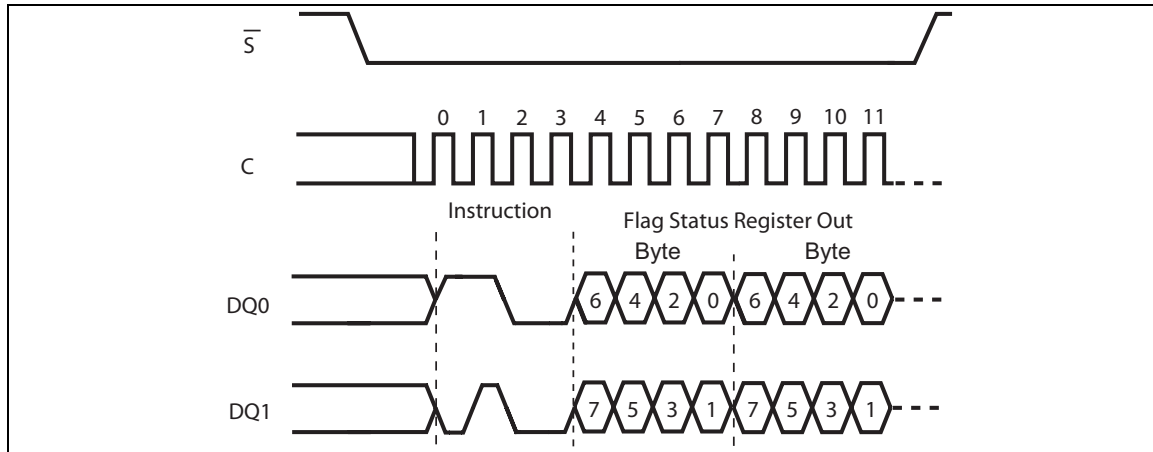 S̅
0 1 2 3 4 5 6 7 8 9 10 11
C
Instruction
Flag Status Register Out
Byte Byte
DQ0 6 4 2 0 6 4 2 0
DQ1 7 5 3 1 7 5 3 1